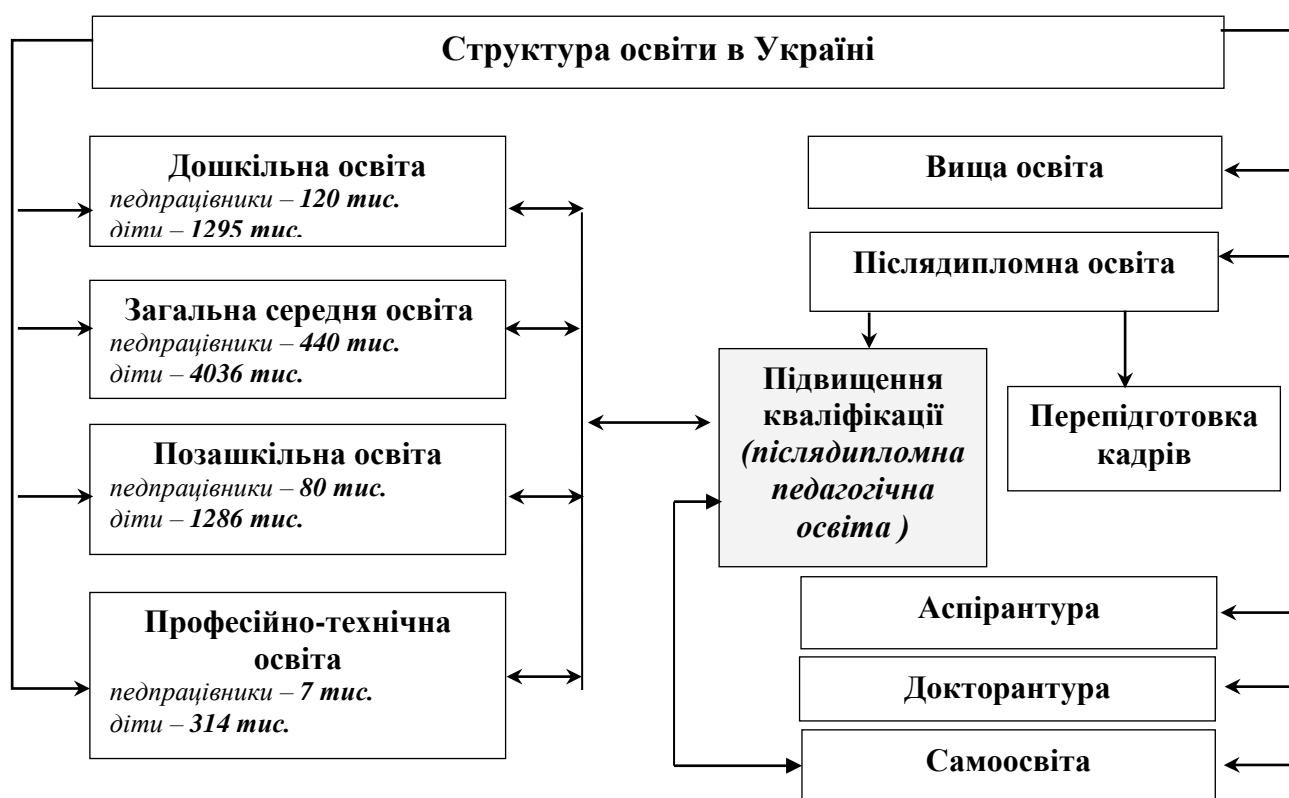 Структура освіти в Україні
Дошкільна освіта
педпрацівники – 120 тис.
діти – 1295 тис.
Загальна середня освіта
педпрацівники – 440 тис.
діти – 4036 тис.
Позашкільна освіта
педпрацівники – 80 тис.
діти – 1286 тис.
Професійно-технічна
освіта
педпрацівники – 7 тис.
діти – 314 тис.
Вища освіта
Післядипломна освіта
Підвищення
кваліфікації
(післядипломна
педагогічна
освіта )
Перепідготовка
кадрів
Аспірантура
Докторантура
Самоосвіта